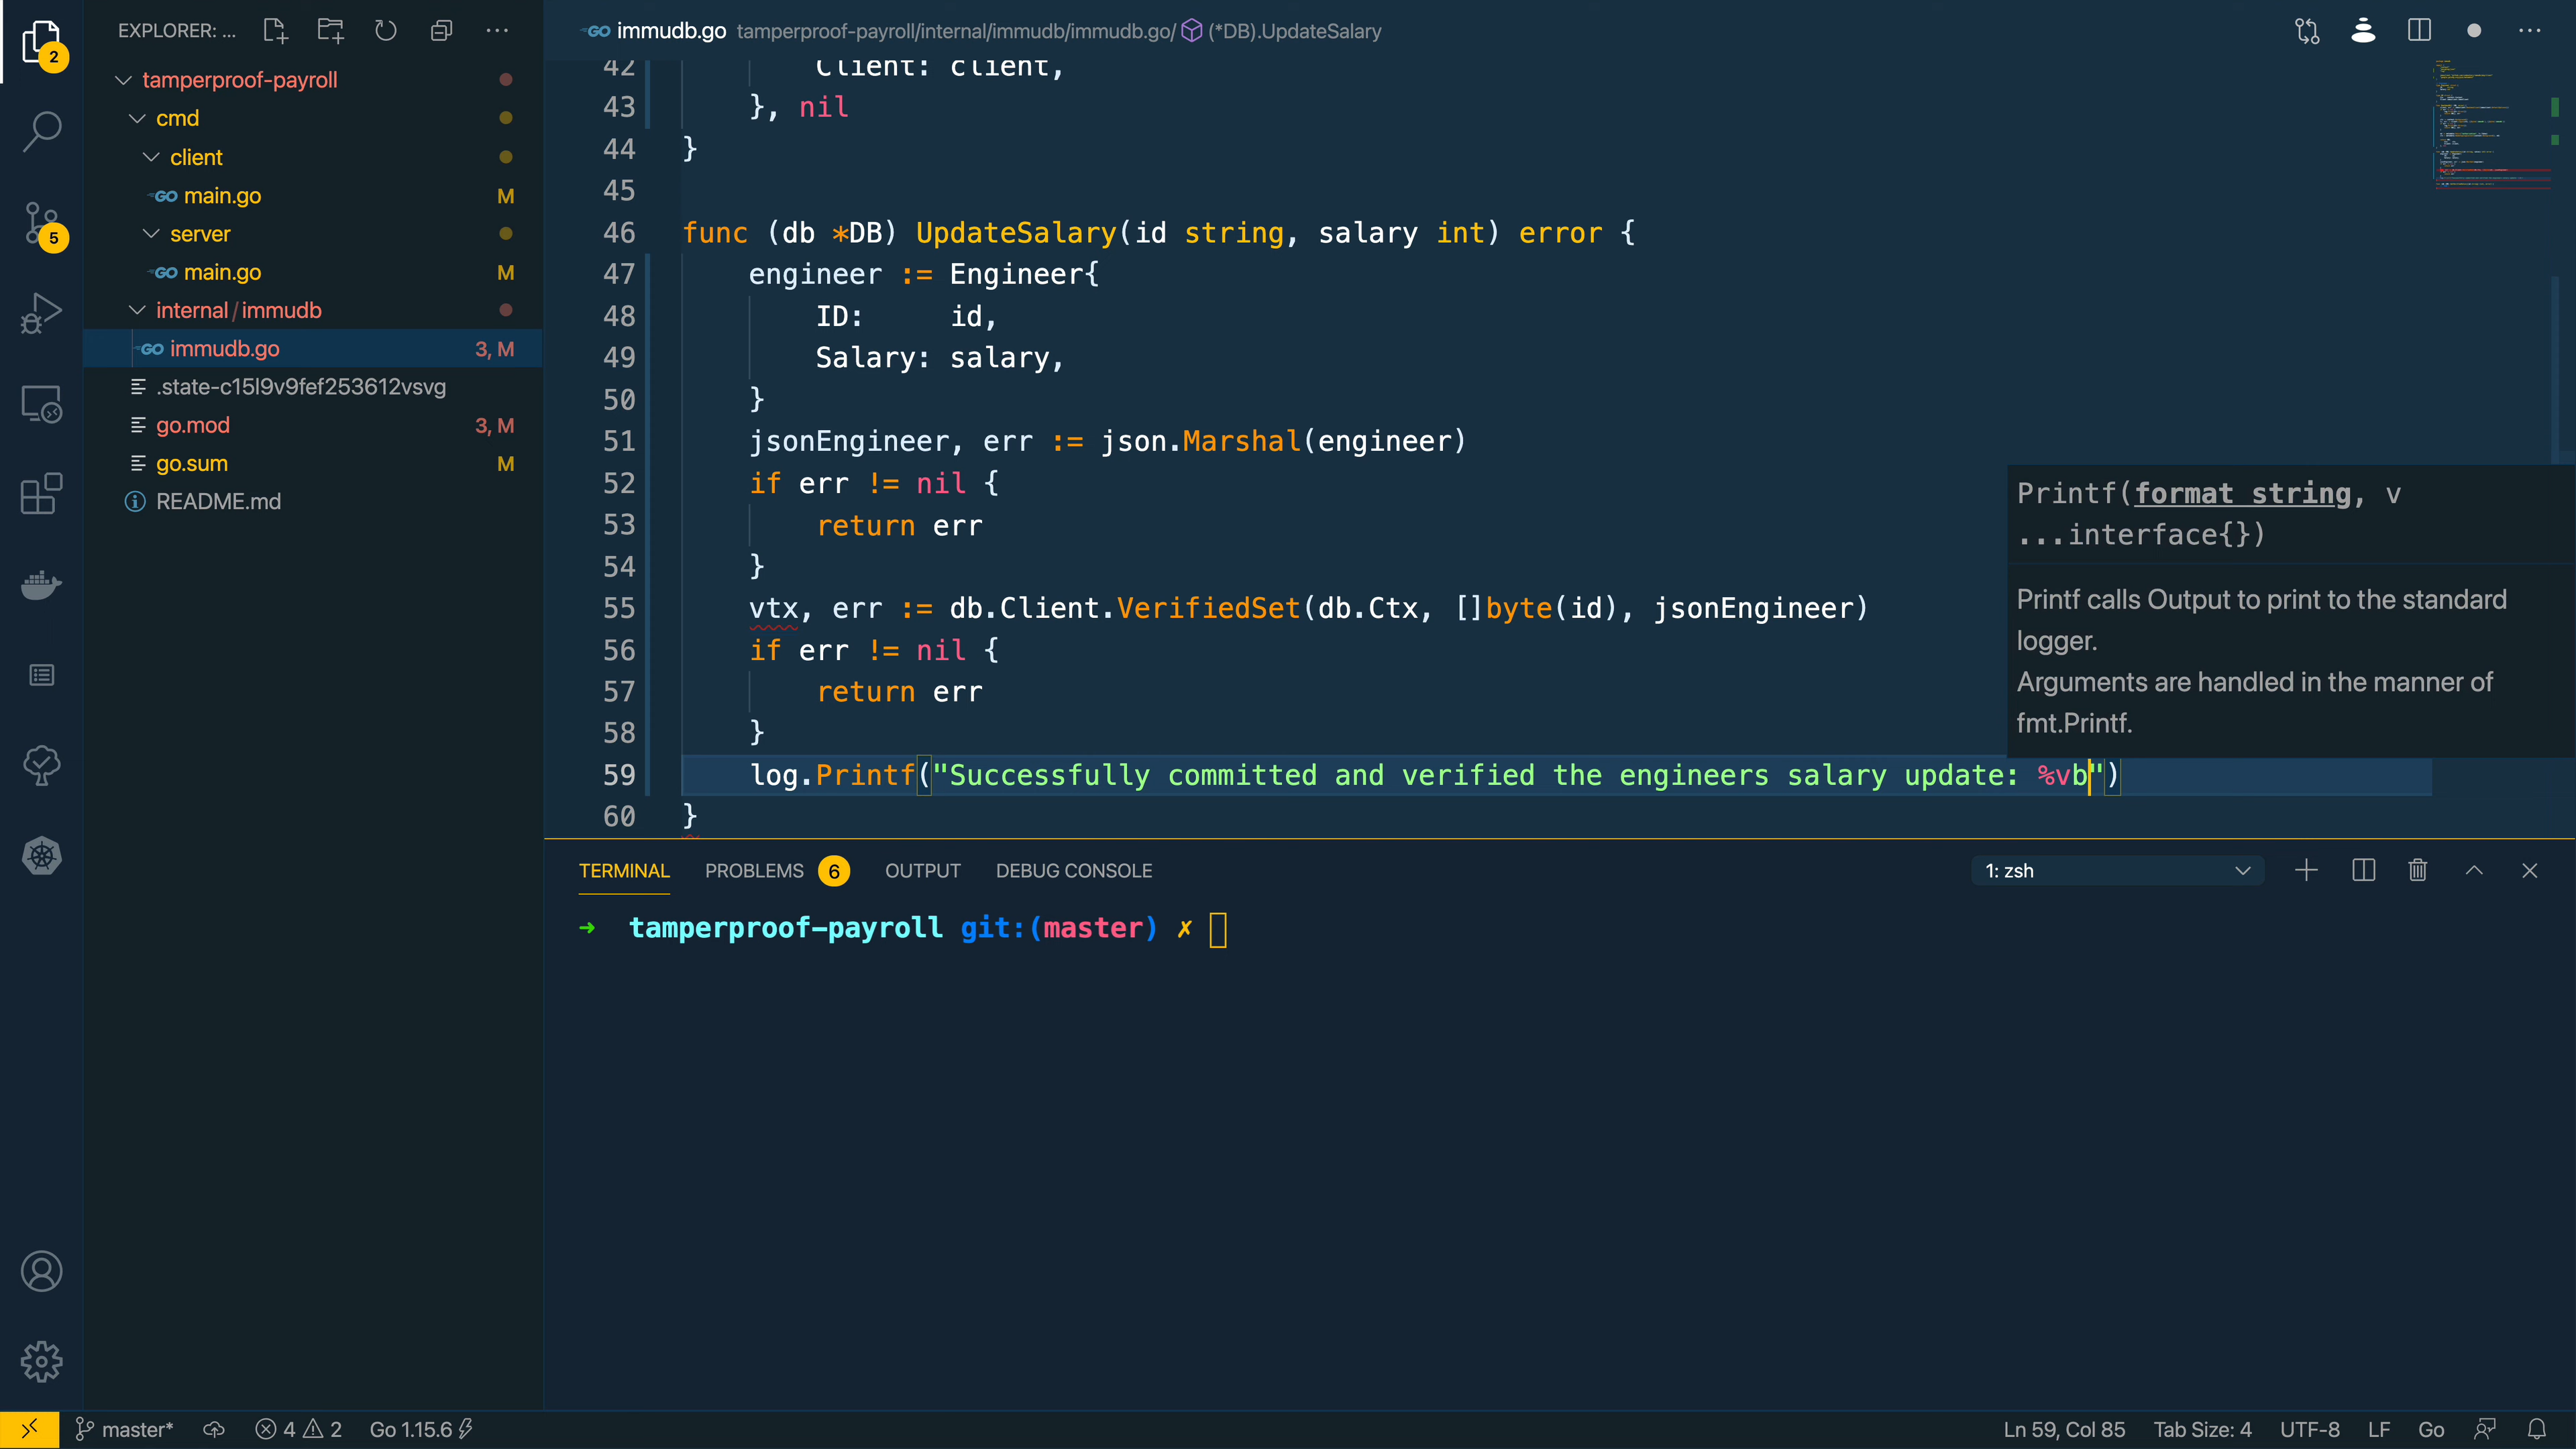 2
5
EXPLORER: ...
tamperproof-payroll
cmd
client
GO main.go M
server
GO main.go M
internal/immudb
GO immudb.go 3, M
.state-c15l9v9fef253612vsvg
go.mod 3, M
go.sum M
README.md
GO immudb.go tamperproof-payroll/internal/immudb/immudb.go/ (*DB).UpdateSalary
42 Client: client,
43 }, nil
44 }
45
46 func (db *DB) UpdateSalary(id string, salary int) error {
47 engineer := Engineer{
48 ID: id,
49 Salary: salary,
50 }
51 jsonEngineer, err := json.Marshal(engineer)
52 if err != nil {
53 return err
54 }
55 vtx, err := db.Client.VerifiedSet(db.Ctx, []byte(id), jsonEngineer)
56 if err != nil {
57 return err
58 }
59 log.Printf("Successfully committed and verified the engineers salary update: %vb")
60 }
Printf(format string, v
...interface{})
Printf calls Output to print to the standard
logger.
Arguments are handled in the manner of
fmt.Printf.
TERMINAL PROBLEMS 6 OUTPUT DEBUG CONSOLE 1: zsh
➜ tamperproof-payroll git:(master) ✗
master* 4 2 Go 1.15.6 Ln 59, Col 85 Tab Size: 4 UTF-8 LF Go